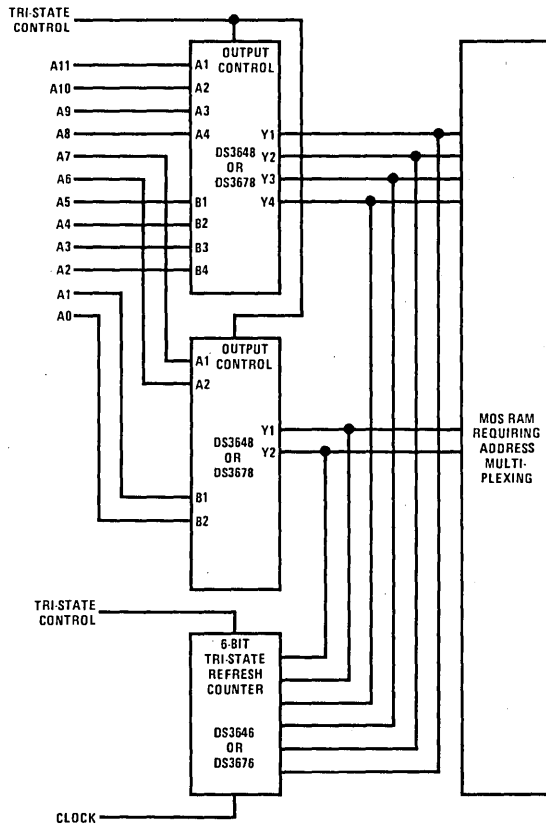 TRI-STATE
CONTROL
OUTPUT
CONTROL
A11
A10
A9
A8
A7
A6
A5
A4
A3
A2
A1
A0
A1
A2
A3
A4
B1
B2
B3
B4
DS3648
OR
DS3678
Y1
Y2
Y3
Y4
OUTPUT
CONTROL
A1
A2
B1
B2
DS3648
OR
DS3678
Y1
Y2
MOS RAM
REQUIRING
ADDRESS
MULTI-
PLEXING
TRI-STATE
CONTROL
6-BIT
TRI-STATE
REFRESH
COUNTER
DS3646
OR
DS3676
CLOCK